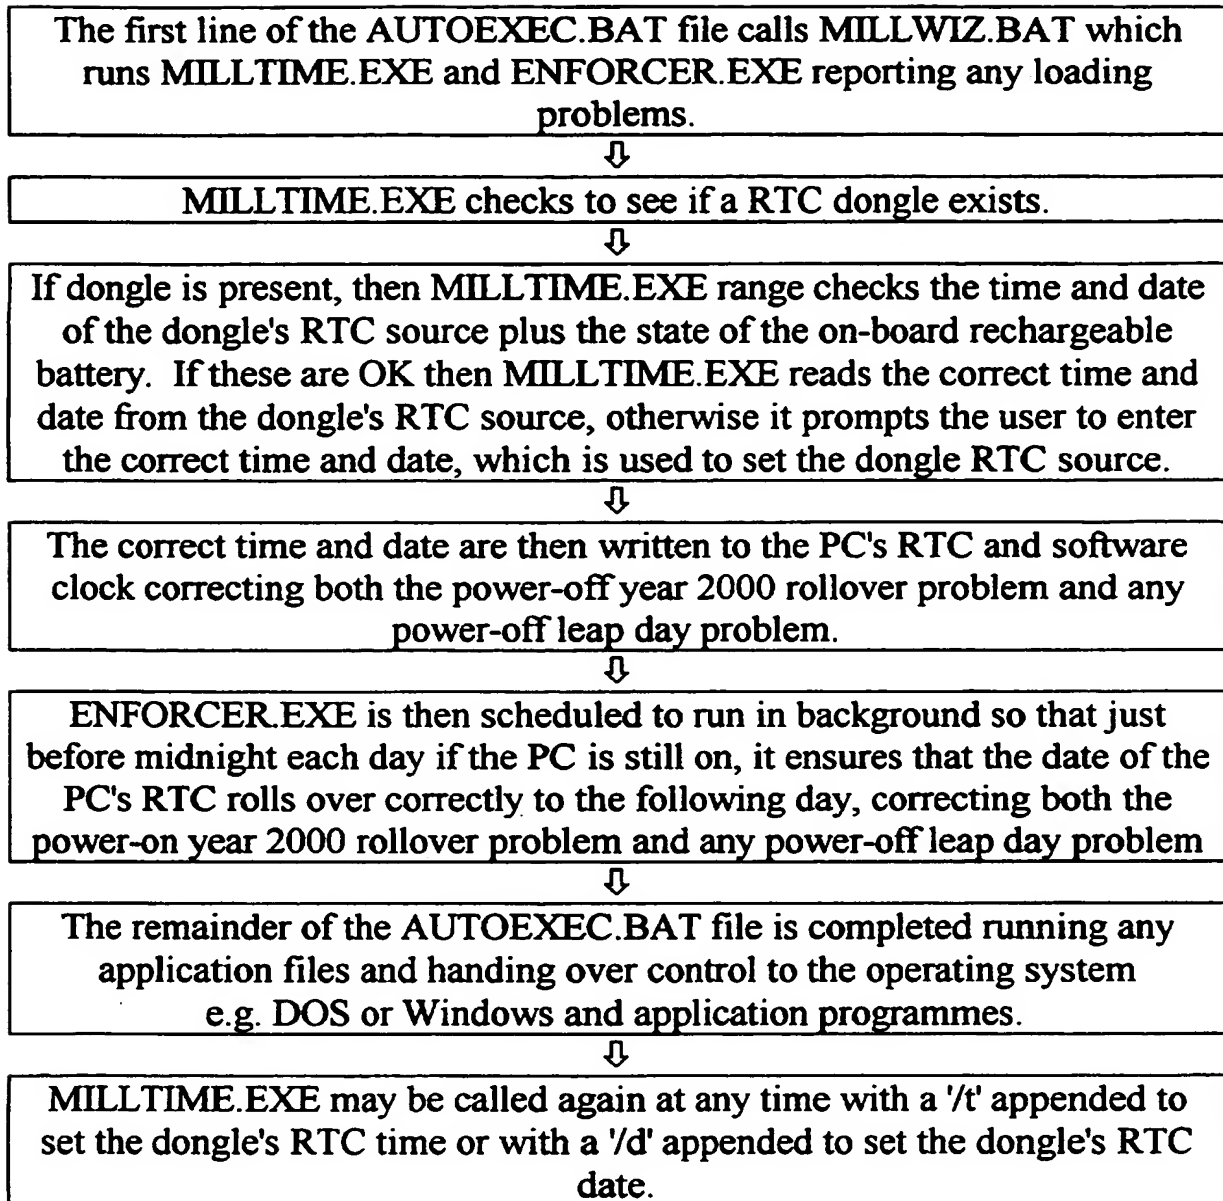 The first line of the AUTOEXEC.BAT file calls MILLWIZ.BAT which
runs MILLTIME.EXE and ENFORCER.EXE reporting any loading
problems.
MILLTIME.EXE checks to see if a RTC dongle exists.
If dongle is present, then MILLTIME.EXE range checks the time and date
of the dongle's RTC source plus the state of the on-board rechargeable
battery. If these are OK then MILLTIME.EXE reads the correct time and
date from the dongle's RTC source, otherwise it prompts the user to enter
the correct time and date, which is used to set the dongle RTC source.
The correct time and date are then written to the PC's RTC and software
clock correcting both the power-off year 2000 rollover problem and any
power-off leap day problem.
ENFORCER.EXE is then scheduled to run in background so that just
before midnight each day if the PC is still on, it ensures that the date of the
PC's RTC rolls over correctly to the following day, correcting both the
power-on year 2000 rollover problem and any power-off leap day problem
The remainder of the AUTOEXEC.BAT file is completed running any
application files and handing over control to the operating system
e.g. DOS or Windows and application programmes.
MILLTIME.EXE may be called again at any time with a '/t' appended to
set the dongle's RTC time or with a '/d' appended to set the dongle's RTC
date.